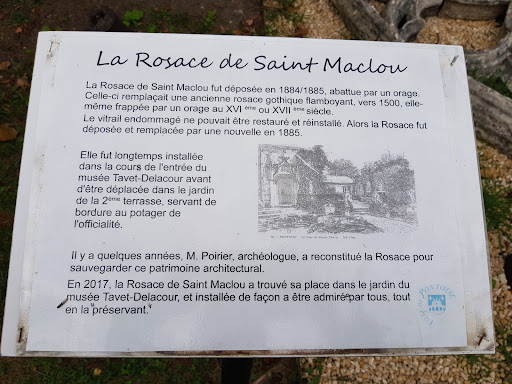 La Rosace de Saint Maclou
La Rosace de Saint Maclou fut déposée en 1884/1885, abattue par un orage.
Celle-ci remplaçait une ancienne rosace gothique flamboyant, vers 1500, elle-
même frappée par un orage au XVI ème ou XVII ème siècle.
Le vitrail endommagé ne pouvait être restauré et réinstallé. Alors la Rosace fut
déposée et remplacée par une nouvelle en 1885.
Elle fut longtemps installée
dans la cours de l'entrée du
musée Tavet-Delacour avant
d'être déplacée dans le jardin
de la 2ème terrasse, servant de
bordure au potager de
l'officialité.
Il y a quelques années, M. Poirier, archéologue, a reconstitué la Rosace pour
sauvegarder ce patrimoine architectural.
En 2017, la Rosace de Saint Maclou a trouvé sa place dans le jardin du
musée Tavet-Delacour, et installée de façon a être admirée par tous, tout
en la préservant.